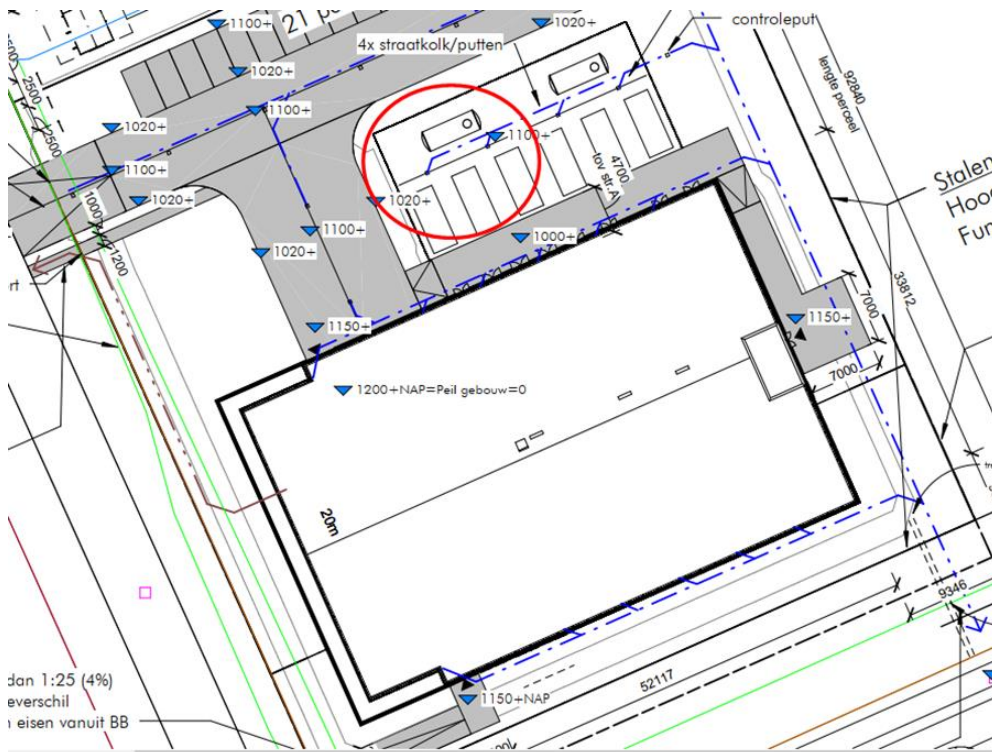 1100+
21
1020+
controleput
4x straatkolk/putten
1020+
2500
2500
92840
lengte perceel
1100+
1020+
1100+
4700
tov str.A
1100+
1020+
1020+
1000
1200
1100+
1020+
1000+
Stalen
33812
7000
1150+
1150+
7000
1200+NAP=Peil gebouw=0
20m
9346
52117
dan 1:25 (4%)
everschil
eisen vanuit BB
1150+NAP